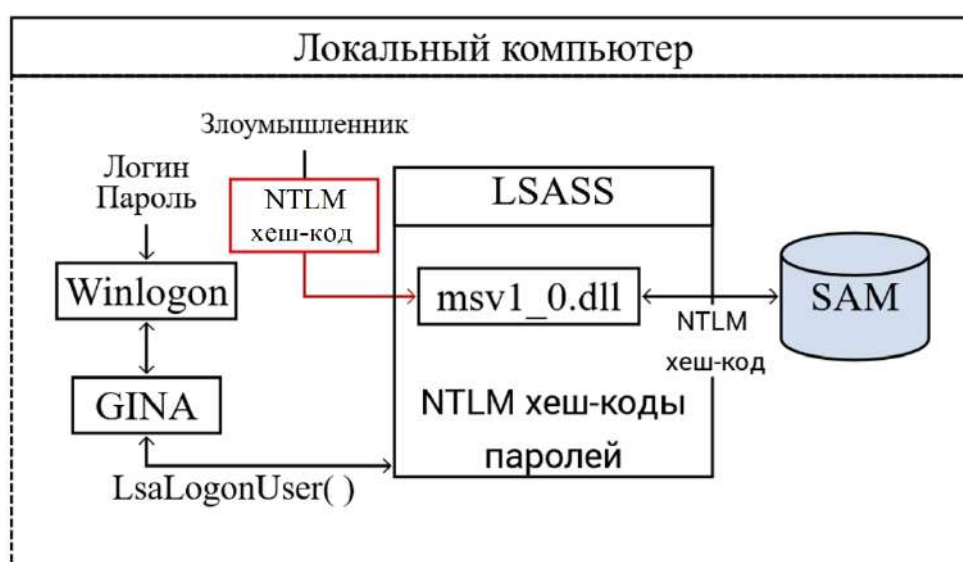 Локальный компьютер
Злоумышленник
Логин
Пароль
NTLM
хеш-код
LSASS
Winlogon
msv1_0.dll
SAM
NTLM
хеш-код
GINA
NTLM хеш-коды
паролей
LsaLogonUser( )